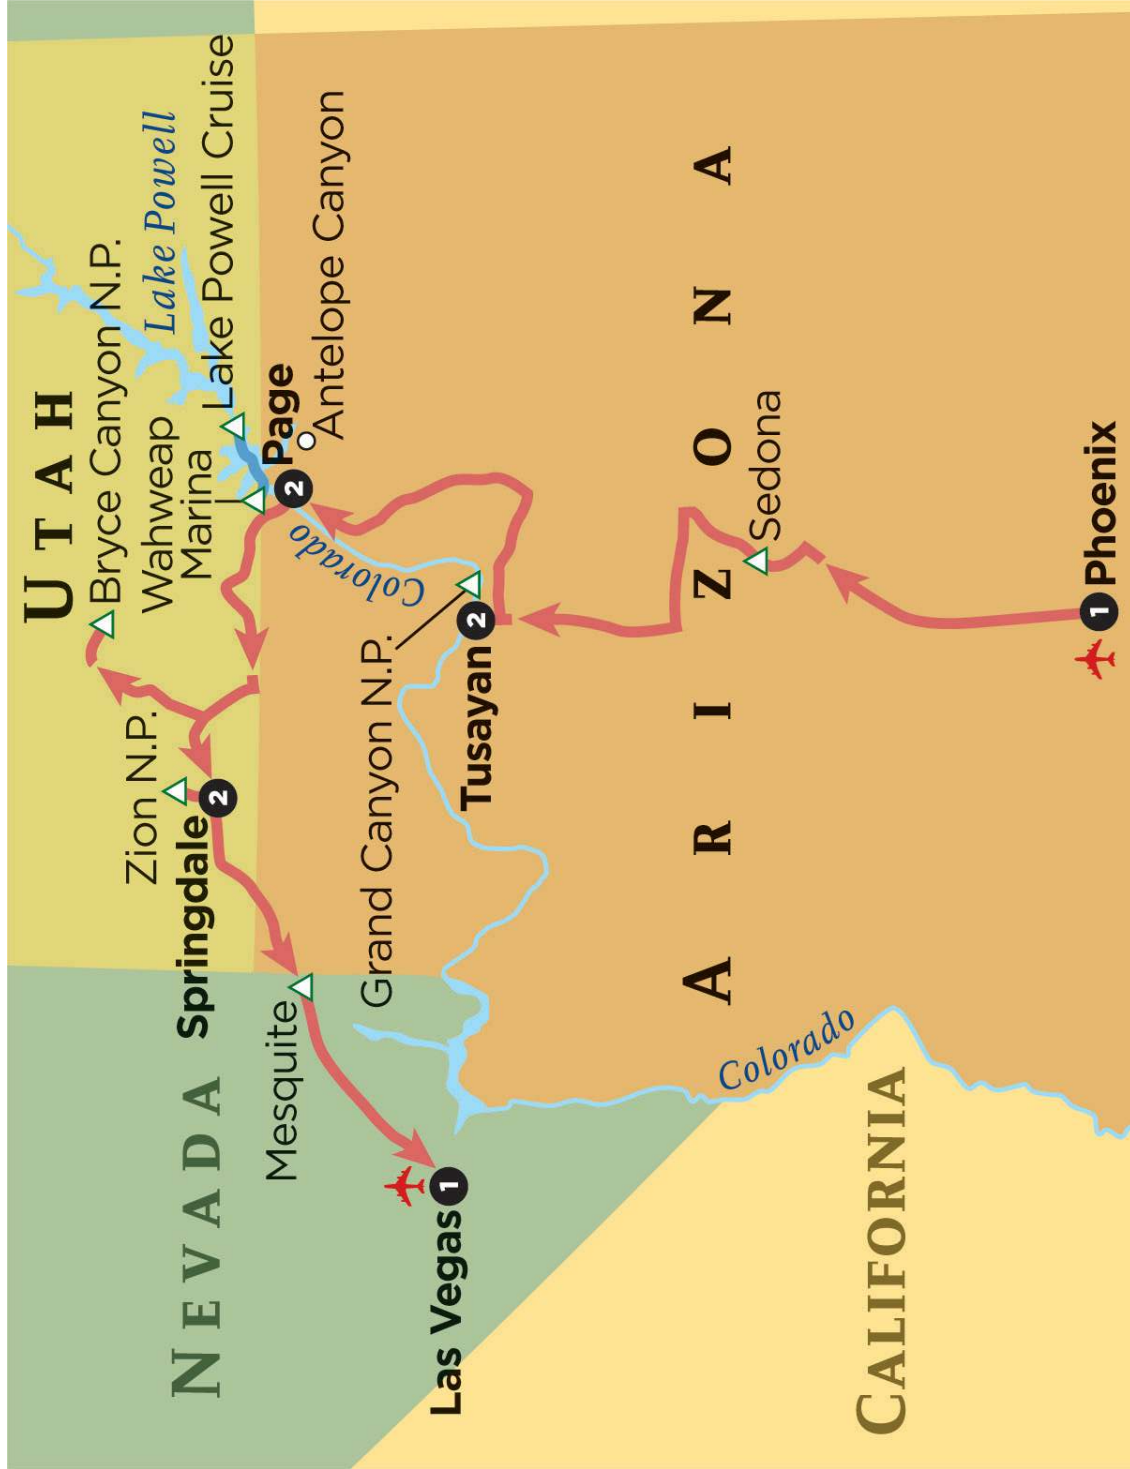 UTAH
Bryce Canyon N.P.
Lake Powell
Wahweap
Marina
Lake Powell Cruise
Zion N.P.
2
Springdale
2
Page
Antelope Canyon
NEVADA
Mesquite
Colorado
Grand Canyon N.P.
2
Tusayan
1
Las Vegas
ARIZONA
Sedona
Colorado
CALIFORNIA
1
Phoenix